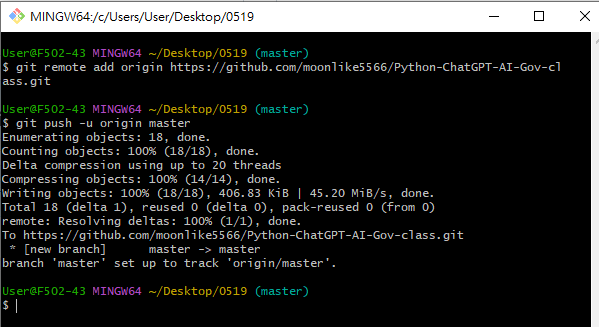 MINGW64:/c/Users/User/Desktop/0519
User@F502-43 MINGW64 ~/Desktop/0519 (master)
$ git remote add origin https://github.com/moonlike5566/Python-ChatGPT-AI-Gov-cl
ass.git
User@F502-43 MINGW64 ~/Desktop/0519 (master)
$ git push -u origin master
Enumerating objects: 18, done.
Counting objects: 100% (18/18), done.
Delta compression using up to 20 threads
Compressing objects: 100% (14/14), done.
Writing objects: 100% (18/18), 406.83 KiB | 45.20 MiB/s, done.
Total 18 (delta 1), reused 0 (delta 0), pack-reused 0 (from 0)
remote: Resolving deltas: 100% (1/1), done.
To https://github.com/moonlike5566/Python-ChatGPT-AI-Gov-class.git
 * [new branch]      master -> master
branch 'master' set up to track 'origin/master'.
User@F502-43 MINGW64 ~/Desktop/0519 (master)
$